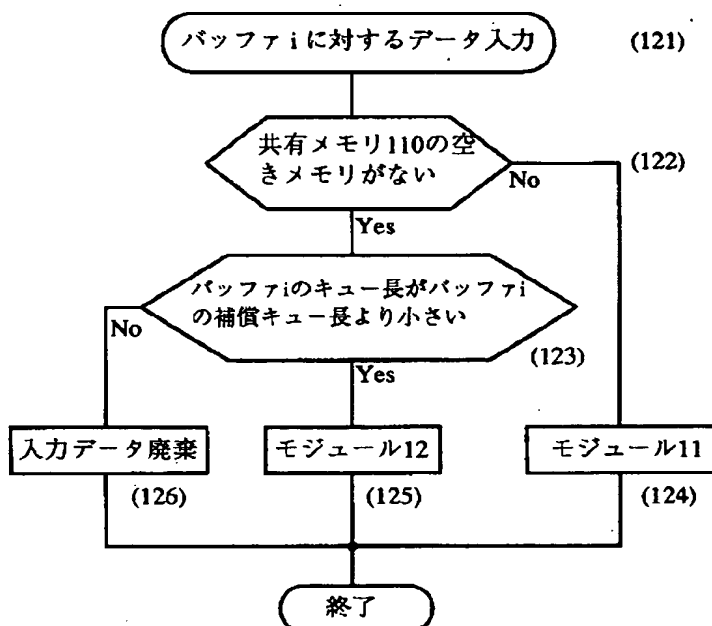 バッファiに対するデータ入力
(121)
共有メモリ110の空
きメモリがない
(122)
No
Yes
バッファiのキュー長がバッファi
の補償キュー長より小さい
No
(123)
Yes
入力データ廃棄
モジュール12
モジュール11
(126)
(125)
(124)
終了